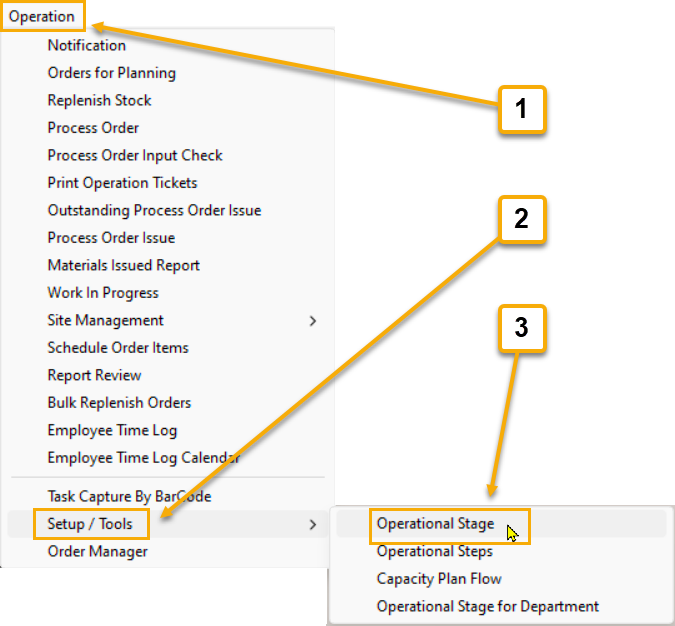 Operation
Notification
Orders for Planning
1
Replenish Stock
Process Order
Process Order Input Check
Print Operation Tickets
Outstanding Process Order Issue
2
Process Order Issue
Materials Issued Report
Work In Progress
Site Management
3
Schedule Order Items
Report Review
Bulk Replenish Orders
Employee Time Log
Employee Time Log Calendar
Task Capture By BarCode
Setup / Tools
Order Manager
Operational Stage
Operational Steps
Capacity Plan Flow
Operational Stage for Department